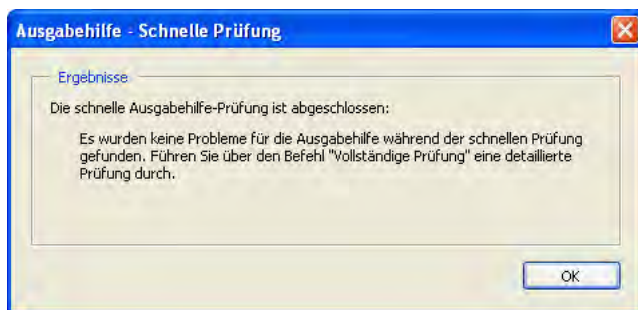 Ausgabehilfe - Schnelle Prüfung
Ergebnisse
Die schnelle Ausgabehilfe-Prüfung ist abgeschlossen:
Es wurden keine Probleme für die Ausgabehilfe während der schnellen Prüfung
gefunden. Führen Sie über den Befehl "Vollständige Prüfung" eine detaillierte
Prüfung durch.
OK